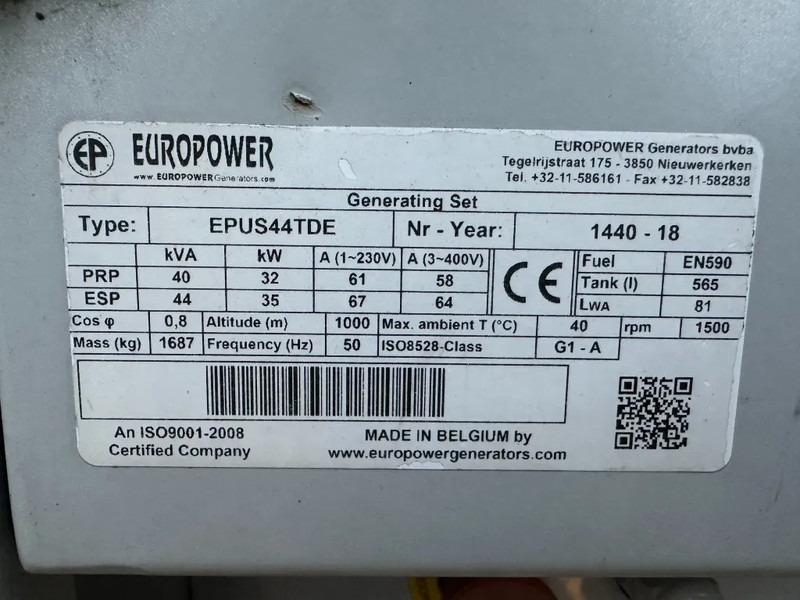 EP EUROPOWER
www.EUROPOWERGenerators.com
EUROPOWER Generators bvba
Tegelrijstraat 175 - 3850 Nieuwerkerken
Tel. +32-11-586161 - Fax +32-11-582838
Generating Set
Type: EPUS44TDE Nr - Year: 1440 - 18
kVA kW A (1~230V) A (3~400V)
PRP 40 32 61 58
ESP 44 35 67 64
CE
Fuel EN590
Tank (l) 565
LWA 81
Cos φ 0,8 Altitude (m) 1000 Max. ambient T (°C) 40 rpm 1500
Mass (kg) 1687 Frequency (Hz) 50 ISO8528-Class G1 - A
An ISO9001-2008
Certified Company
MADE IN BELGIUM by
www.europowergenerators.com